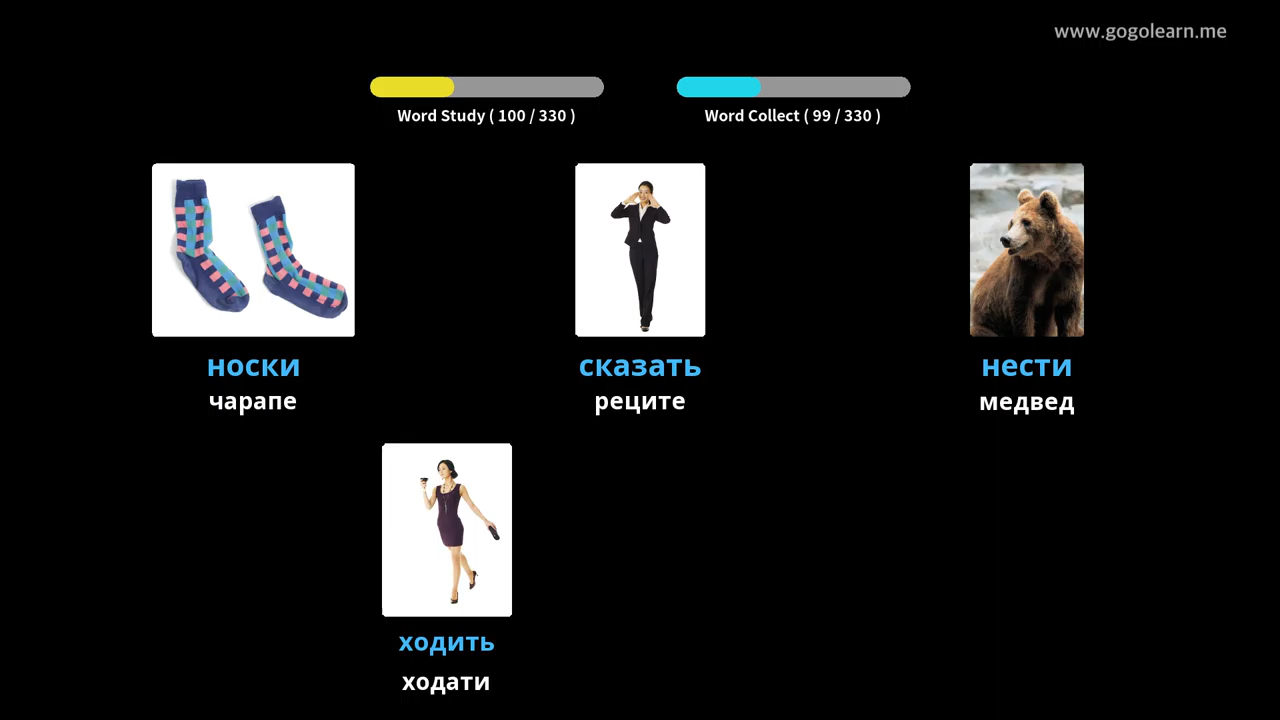 www.gogolearn.me
Word Study ( 100 / 330 )
Word Collect ( 99 / 330 )
носки
чарапе
сказать
реците
нести
медвед
ходить
ходати